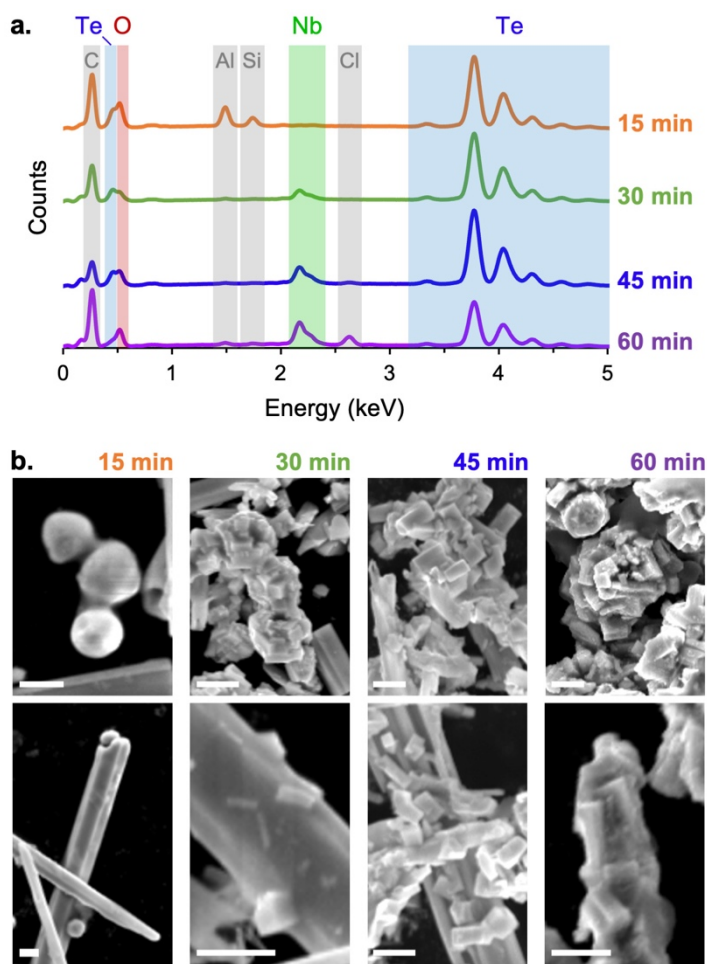 a.
Te O Nb Te
C Al Si Cl
15 min
30 min
45 min
60 min
Counts
0 1 2 3 4 5
Energy (keV)
b. 15 min 30 min 45 min 60 min